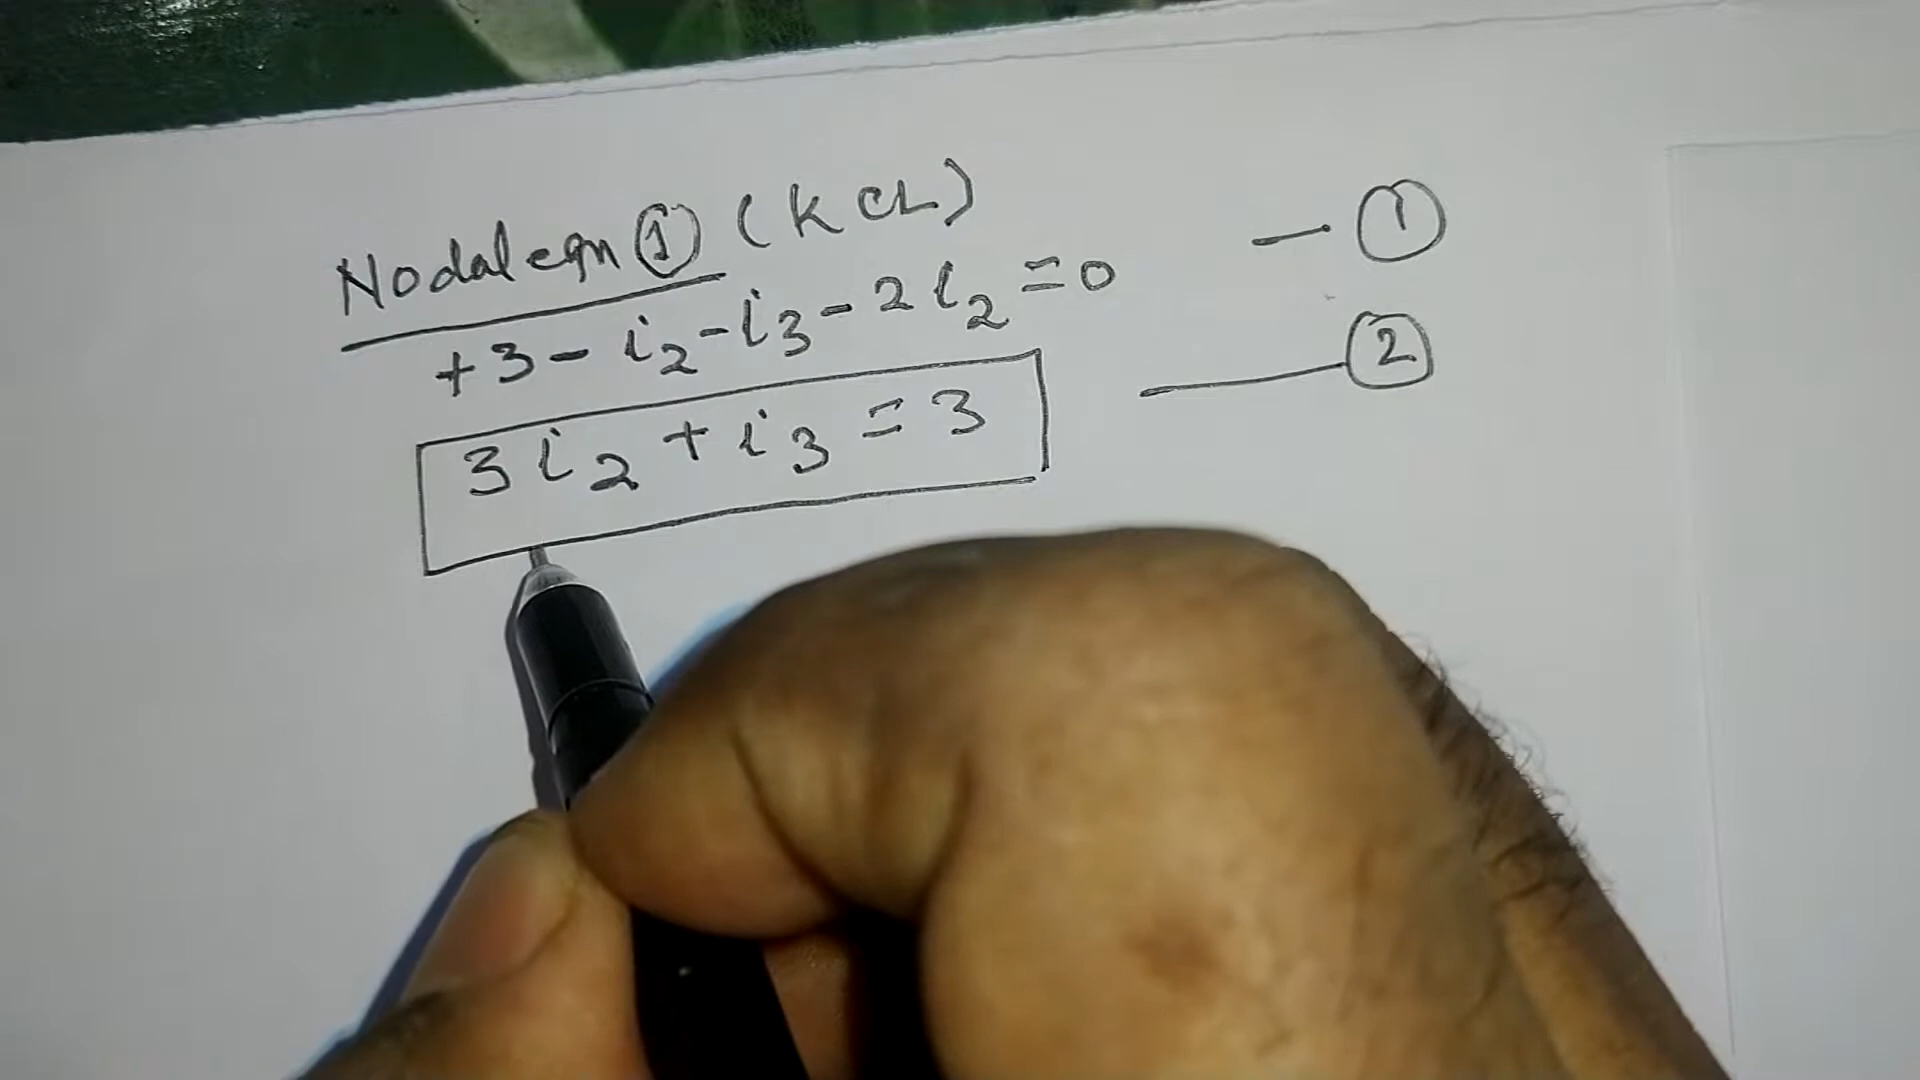 Nodal eqn ① (KCL)
+3 - i₂ - i₃ - 2i₂ = 0 — ①
3i₂ + i₃ = 3 — ②